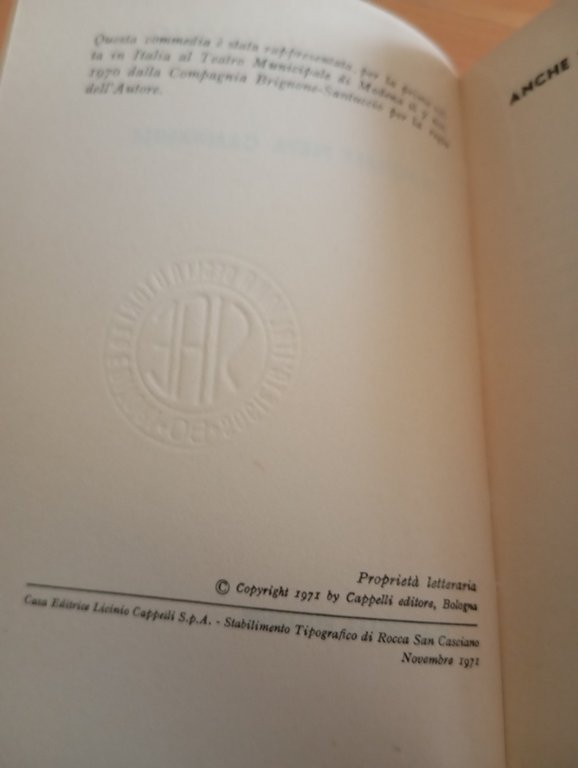 Questa commedia è stata rappresentata per la prima
ta in Italia al Teatro Municipale di Modena il 7
1970 dalla Compagnia Brignone-Santuccio per la regia
dell'Autore.
ANCHE
Proprietà letteraria
© Copyright 1971 by Cappelli editore, Bologna
Casa Editrice Licinio Cappelli S.p.A. - Stabilimento Tipografico di Rocca San Casciano
Novembre 1971